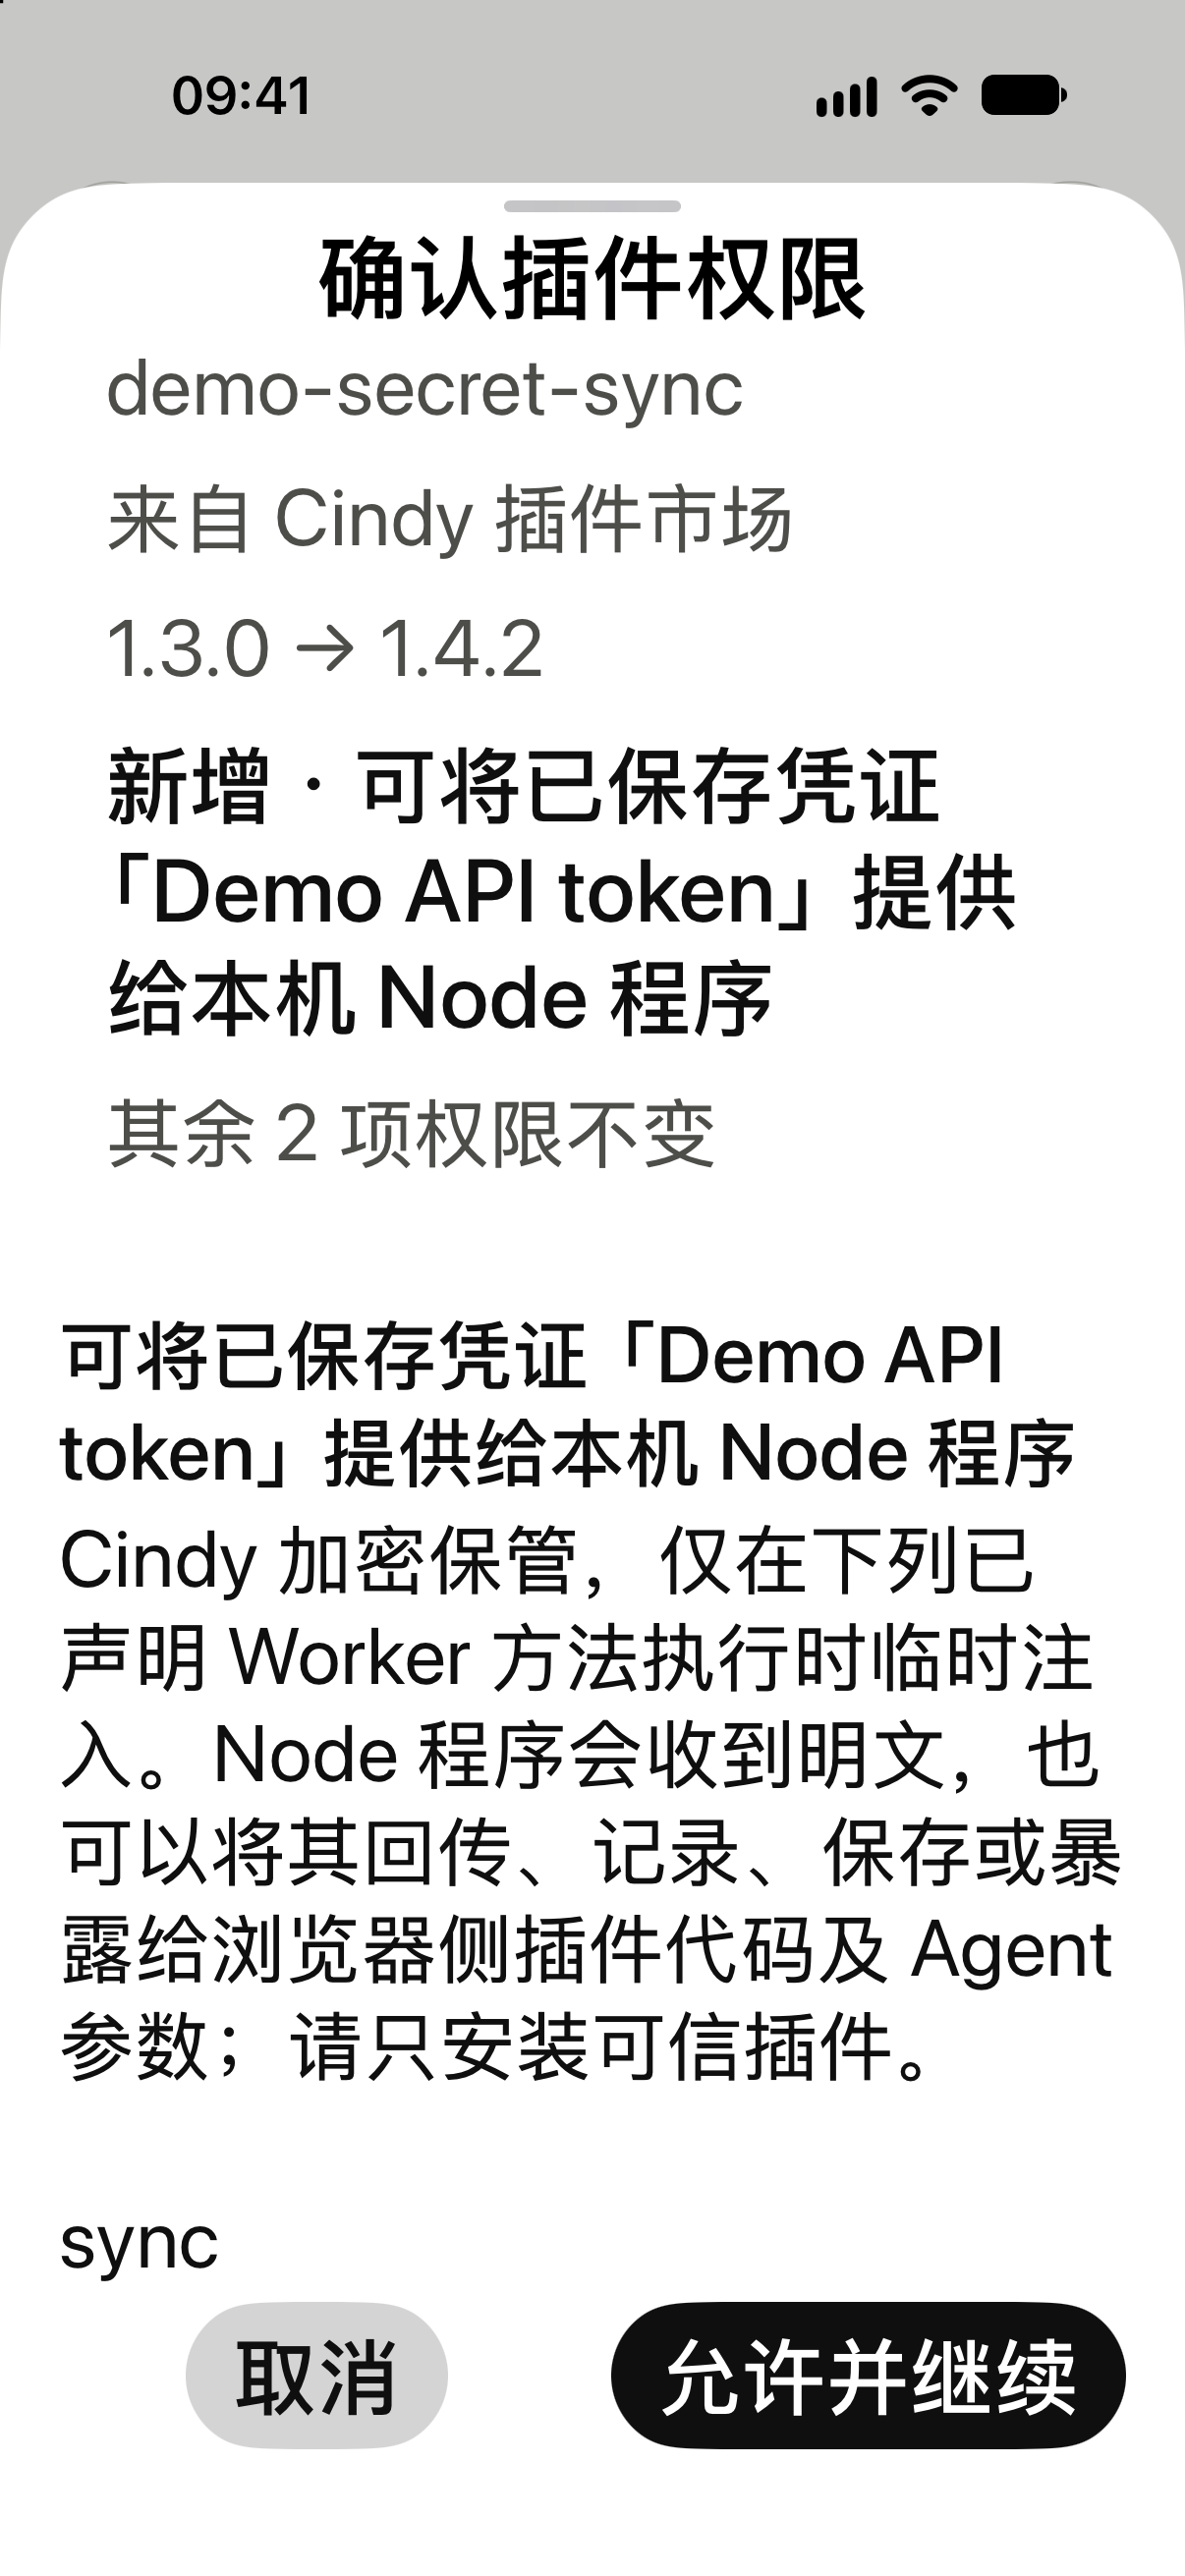 09:41
确认插件权限
demo-secret-sync
来自 Cindy 插件市场
1.3.0 → 1.4.2
新增 · 可将已保存凭证
「Demo API token」提供
给本机 Node 程序
其余 2 项权限不变
可将已保存凭证「Demo API
token」提供给本机 Node 程序
Cindy 加密保管，仅在下列已
声明 Worker 方法执行时临时注
入。Node 程序会收到明文，也
可以将其回传、记录、保存或暴
露给浏览器侧插件代码及 Agent
参数；请只安装可信插件。
sync
取消
允许并继续